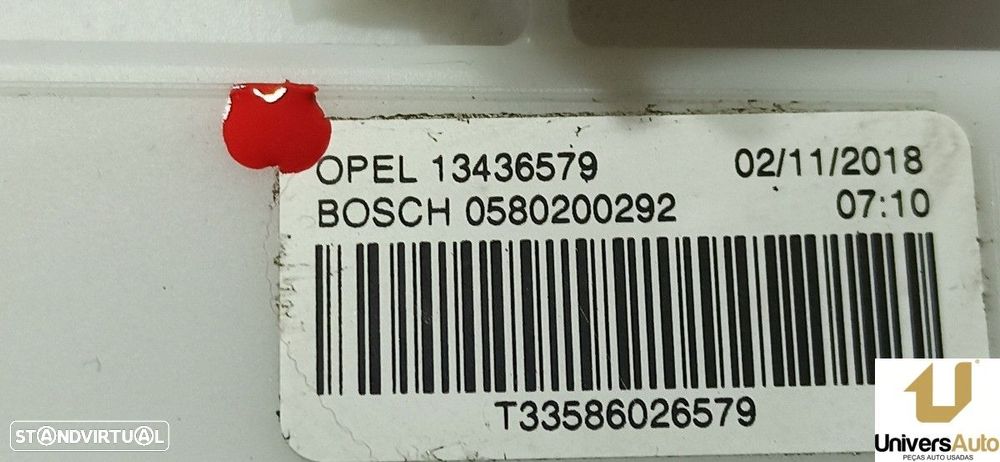 OPEL 13436579 02/11/2018
BOSCH 0580200292 07:10
T33586026579
STANDVIRTUAL
UniversAuto
PEÇAS AUTO USADAS